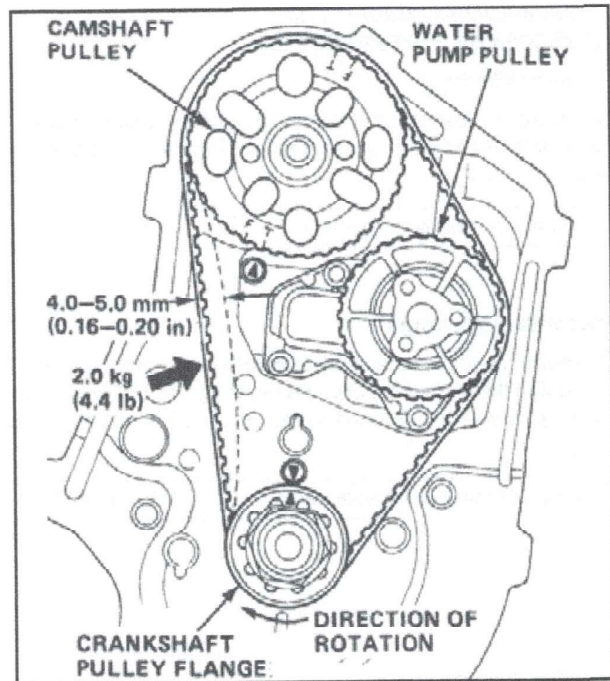 CAMSHAFT
PULLEY
WATER
PUMP PULLEY
4.0–5.0 mm
(0.16–0.20 in)
2.0 kg
(4.4 lb)
DIRECTION OF
ROTATION
CRANKSHAFT
PULLEY FLANGE